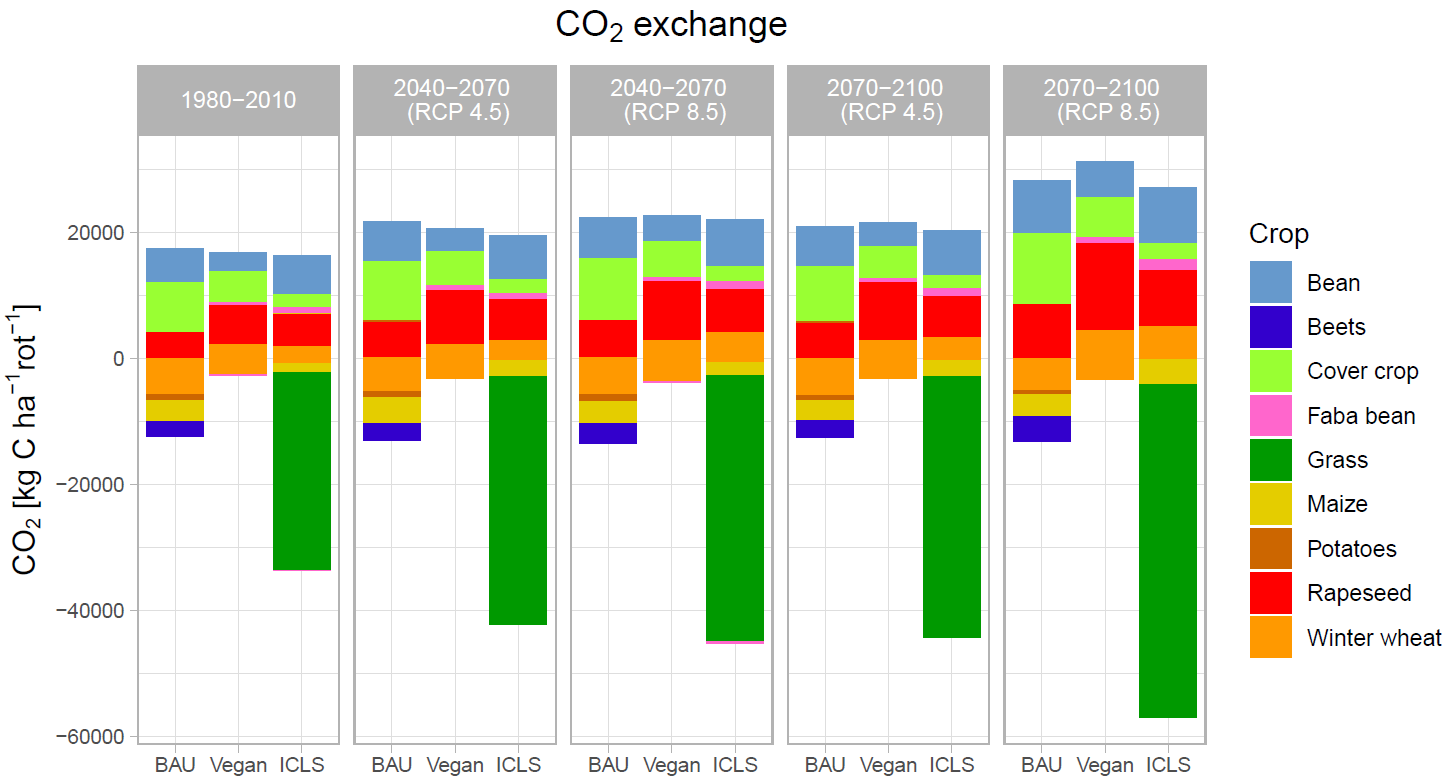 CO₂ exchange
1980−2010
2040−2070
(RCP 4.5)
2040−2070
(RCP 8.5)
2070−2100
(RCP 4.5)
2070−2100
(RCP 8.5)
CO₂ [kg C ha⁻¹ rot⁻¹]
20000
0
−20000
−40000
−60000
BAU Vegan ICLS
BAU Vegan ICLS
BAU Vegan ICLS
BAU Vegan ICLS
BAU Vegan ICLS
Crop
Bean
Beets
Cover crop
Faba bean
Grass
Maize
Potatoes
Rapeseed
Winter wheat